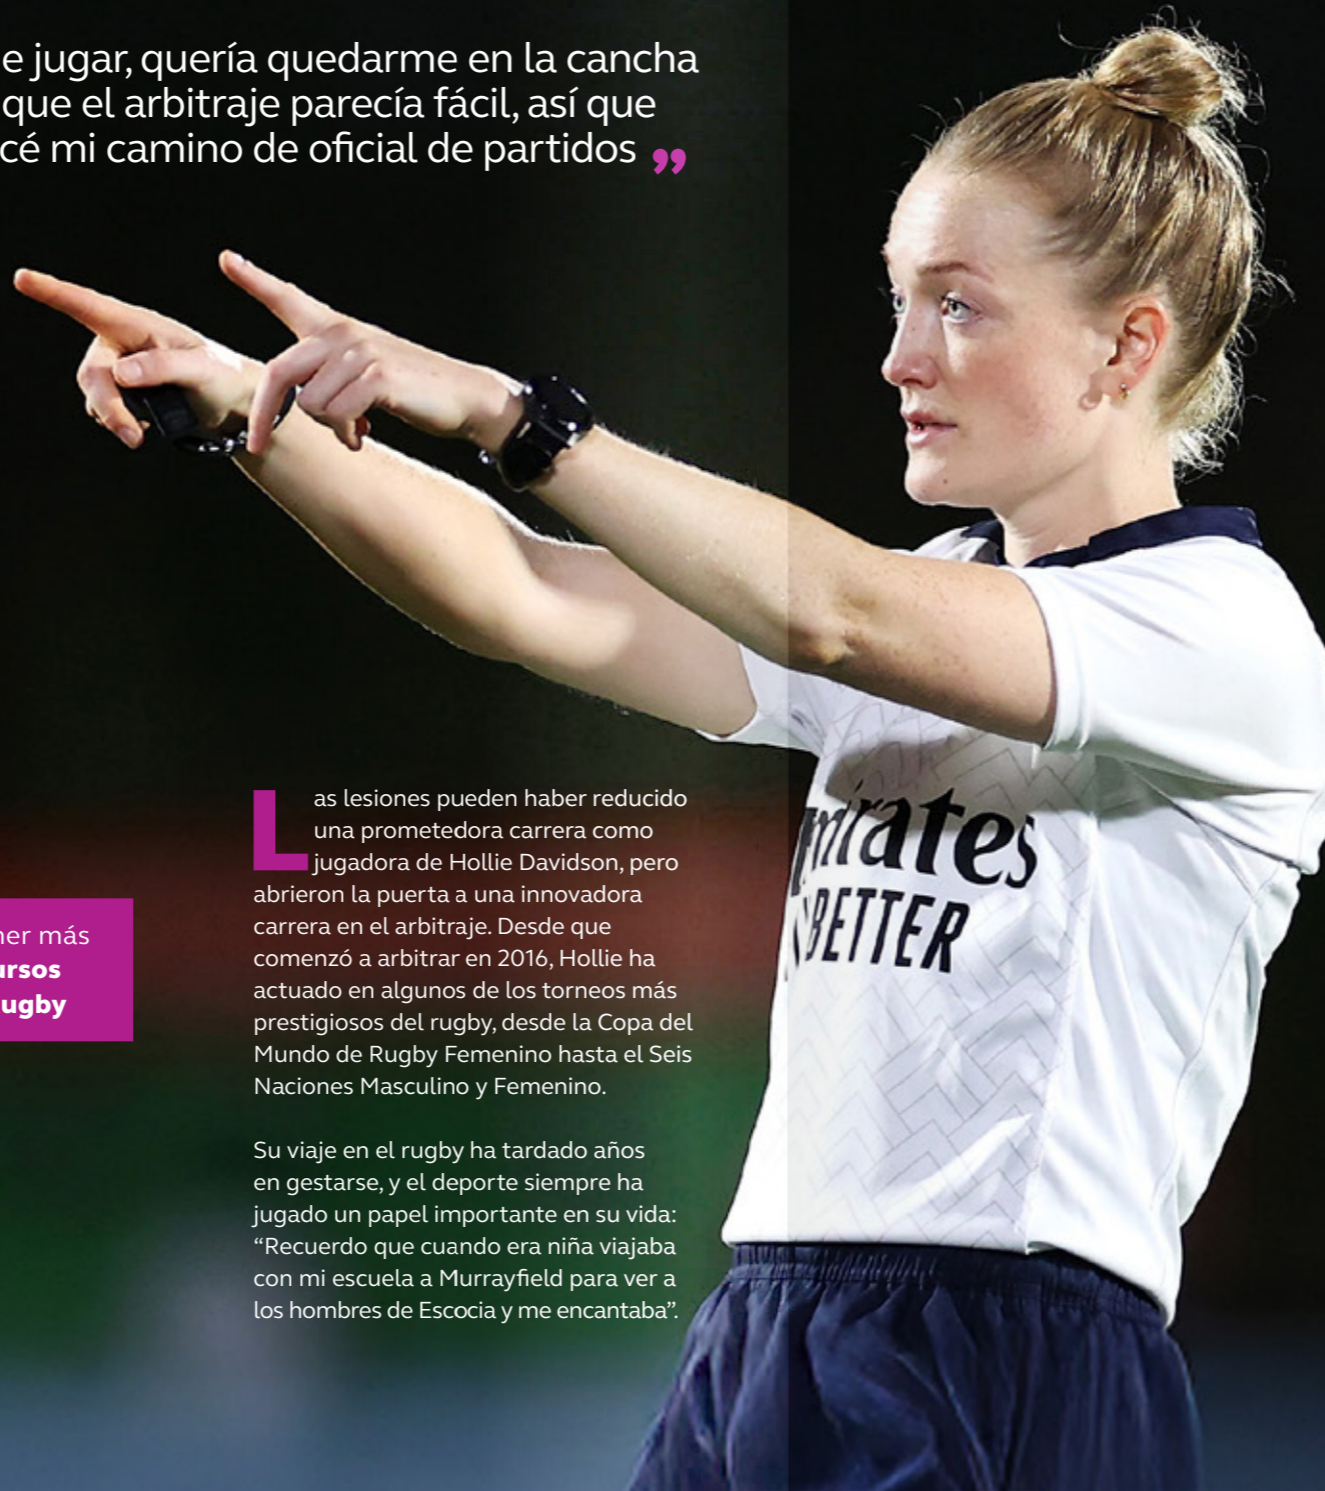 e jugar, quería quedarme en la cancha
que el arbitraje parecía fácil, así que
cé mi camino de oficial de partidos ”
Las lesiones pueden haber reducido
una prometedora carrera como
jugadora de Hollie Davidson, pero
abrieron la puerta a una innovadora
carrera en el arbitraje. Desde que
comenzó a arbitrar en 2016, Hollie ha
actuado en algunos de los torneos más
prestigiosos del rugby, desde la Copa del
Mundo de Rugby Femenino hasta el Seis
Naciones Masculino y Femenino.
Su viaje en el rugby ha tardado años
en gestarse, y el deporte siempre ha
jugado un papel importante en su vida:
“Recuerdo que cuando era niña viajaba
con mi escuela a Murrayfield para ver a
los hombres de Escocia y me encantaba”.
ner más
ursos
ugby
Emirates
BETTER